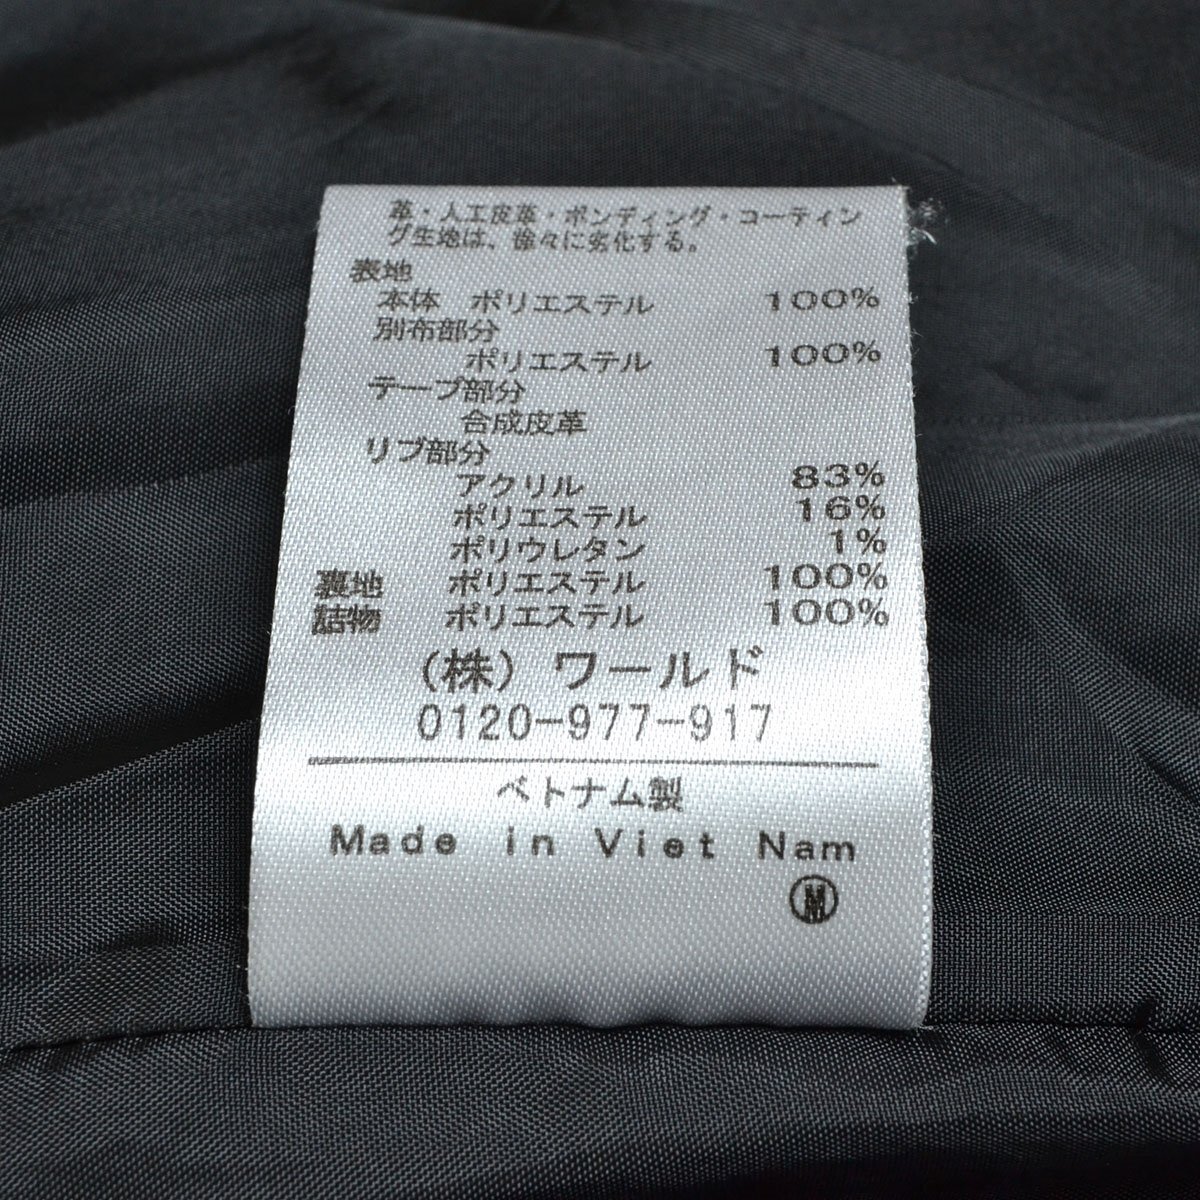 革・人工皮革・ボンディング・コーティン
グ生地は、徐々に劣化する。
表地
本体 ポリエステル 100%
別布部分
ポリエステル 100%
テープ部分
合成皮革
リブ部分
アクリル 83%
ポリエステル 16%
ポリウレタン 1%
裏地 ポリエステル 100%
詰物 ポリエステル 100%
(株) ワールド
0120-977-917
ベトナム製
Made in Viet Nam
M